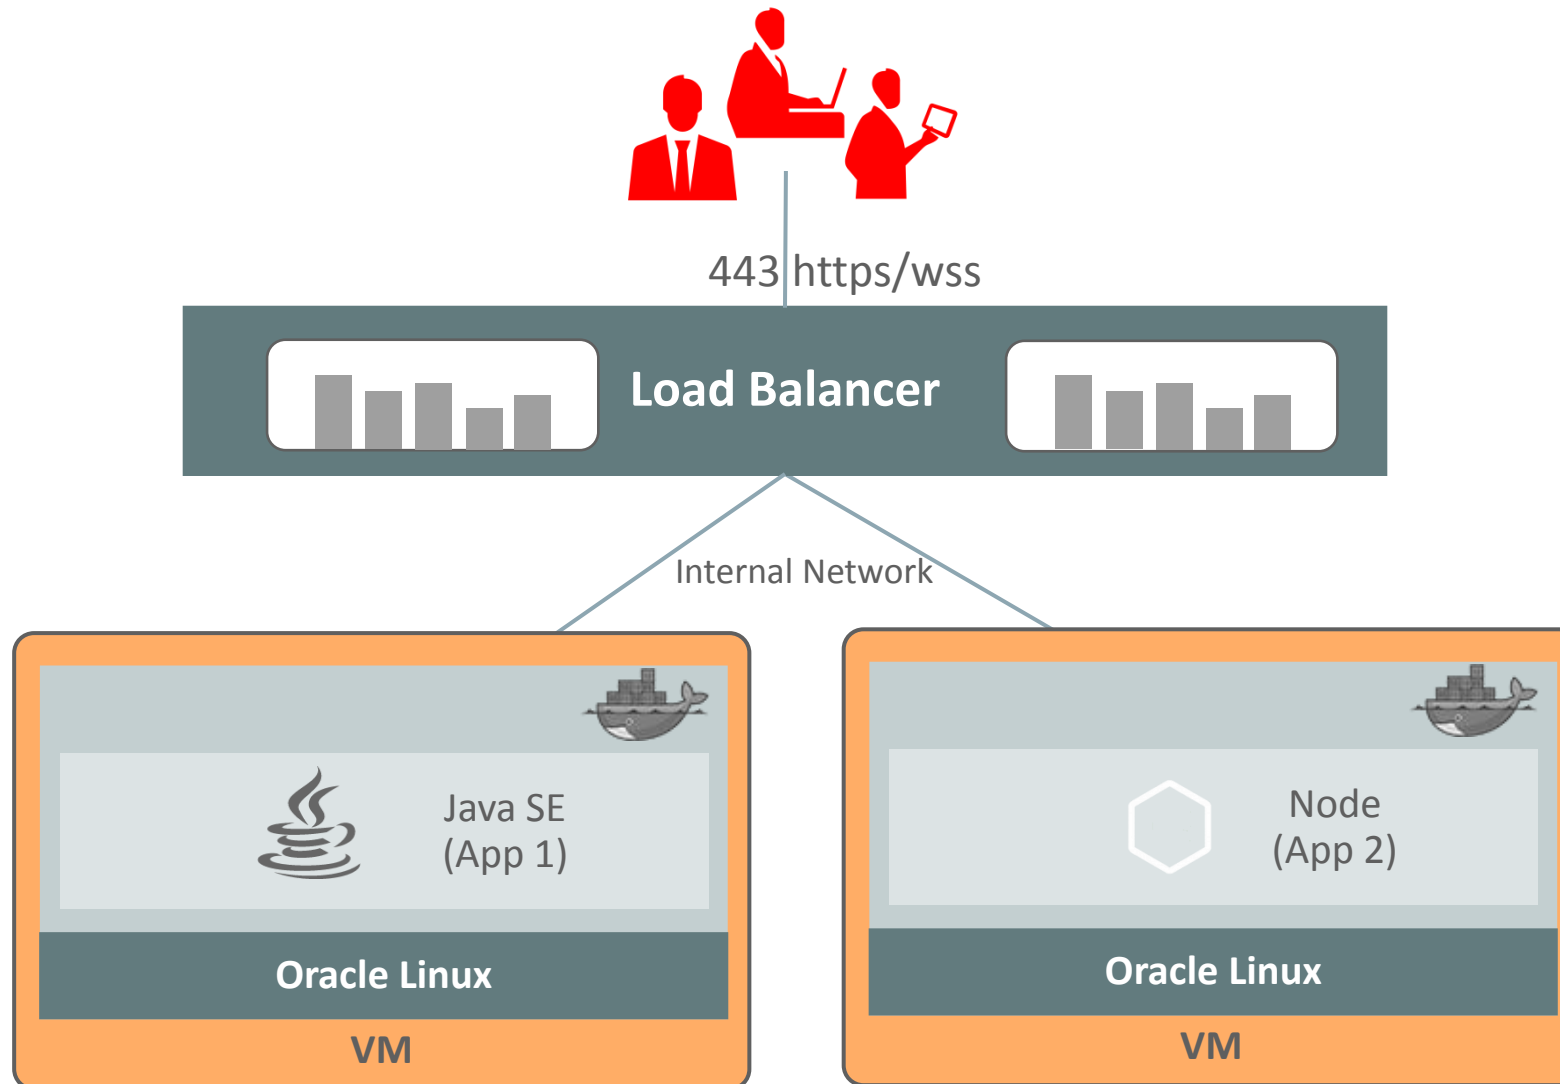 443 https/wss
Load Balancer
Internal Network
Java SE
(App 1)
Oracle Linux
VM
Node
(App 2)
Oracle Linux
VM